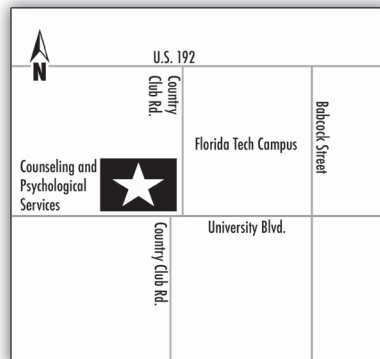 N
U.S. 192
Country
Club Rd.
Babcock Street
Florida Tech Campus
Counseling and
Psychological
Services
University Blvd.
Country Club Rd.